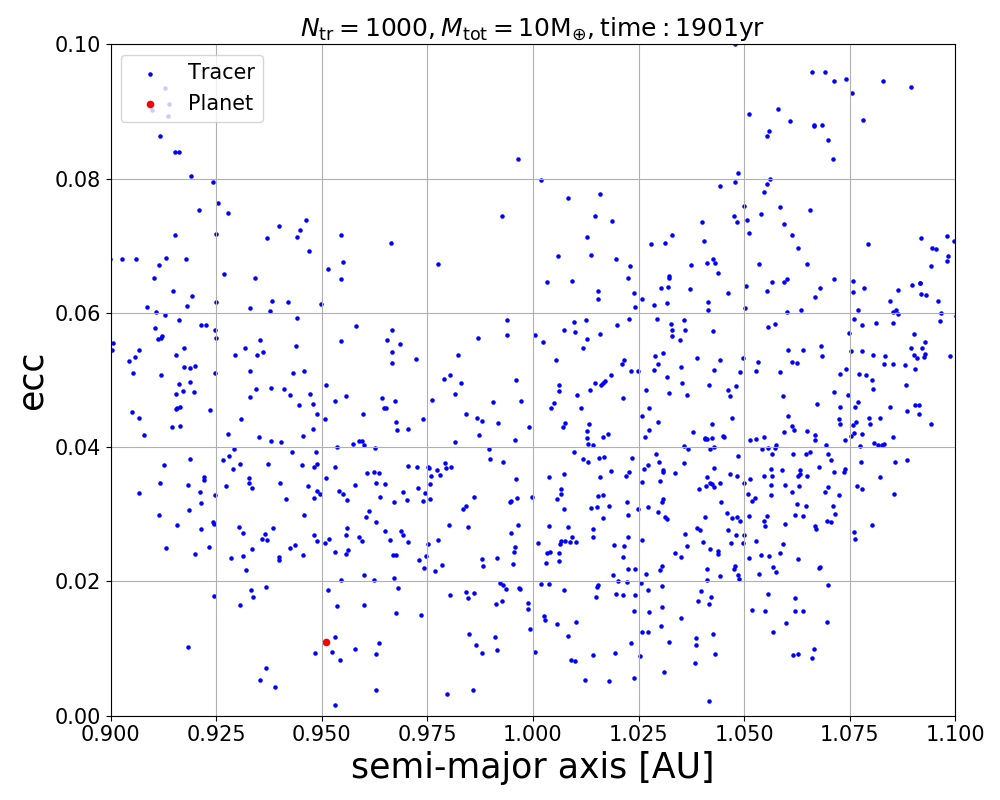 N_tr = 1000, M_tot = 10M_⊕, time : 1901yr
0.10
Tracer
Planet
0.08
0.06
ecc
0.04
0.02
0.00
0.900 0.925 0.950 0.975 1.000 1.025 1.050 1.075 1.100
semi-major axis [AU]